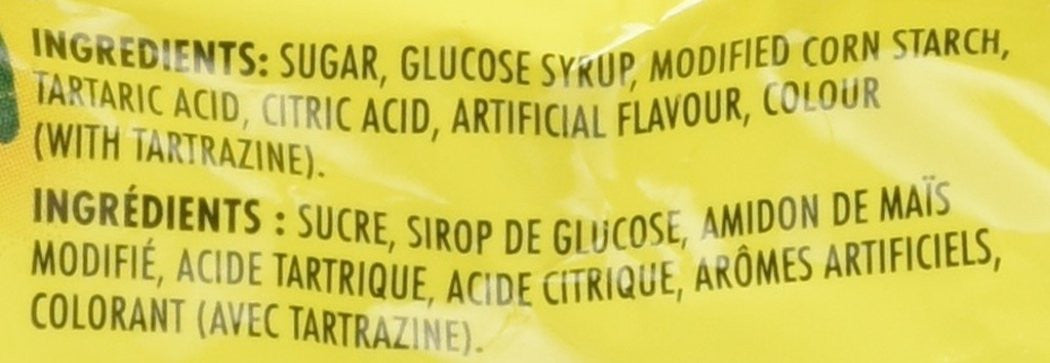 INGREDIENTS: SUGAR, GLUCOSE SYRUP, MODIFIED CORN STARCH,
TARTARIC ACID, CITRIC ACID, ARTIFICIAL FLAVOUR, COLOUR
(WITH TARTRAZINE).
INGRÉDIENTS : SUCRE, SIROP DE GLUCOSE, AMIDON DE MAÏS
MODIFIÉ, ACIDE TARTRIQUE, ACIDE CITRIQUE, ARÔMES ARTIFICIELS,
COLORANT (AVEC TARTRAZINE).